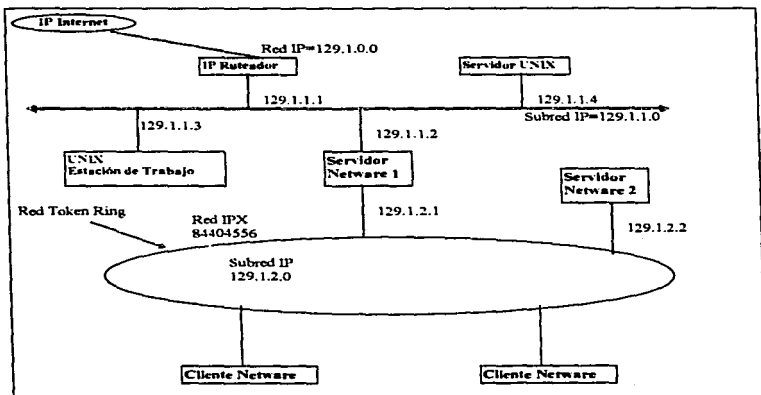 IP Internet
Red IP=129.1.0.0
IP Ruteador
Servidor UNIX
129.1.1.1
129.1.1.4
Subred IP=129.1.1.0
129.1.1.3
129.1.1.2
UNIX
Estación de Trabajo
Servidor
Netware 1
Servidor
Netware 2
Red Token Ring
Red IPX
84404556
129.1.2.1
129.1.2.2
Subred IP
129.1.2.0
Cliente Netware
Cliente Netware